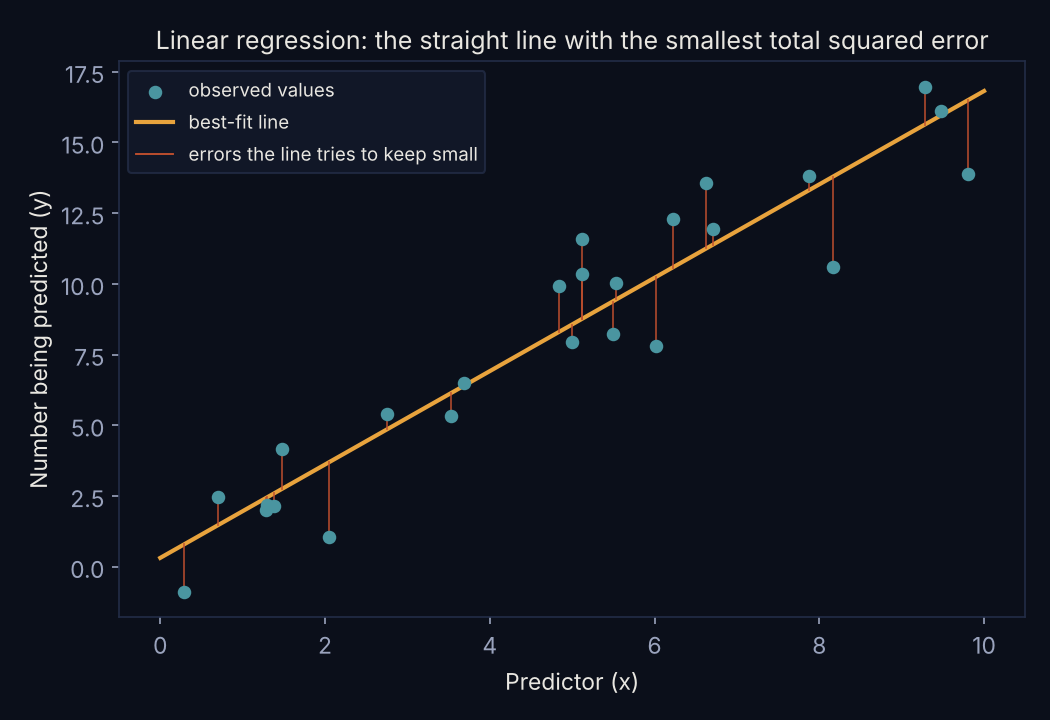 Linear regression: the straight line with the smallest total squared error
observed values
best-fit line
errors the line tries to keep small
Number being predicted (y)
17.5
15.0
12.5
10.0
7.5
5.0
2.5
0.0
0 2 4 6 8 10
Predictor (x)